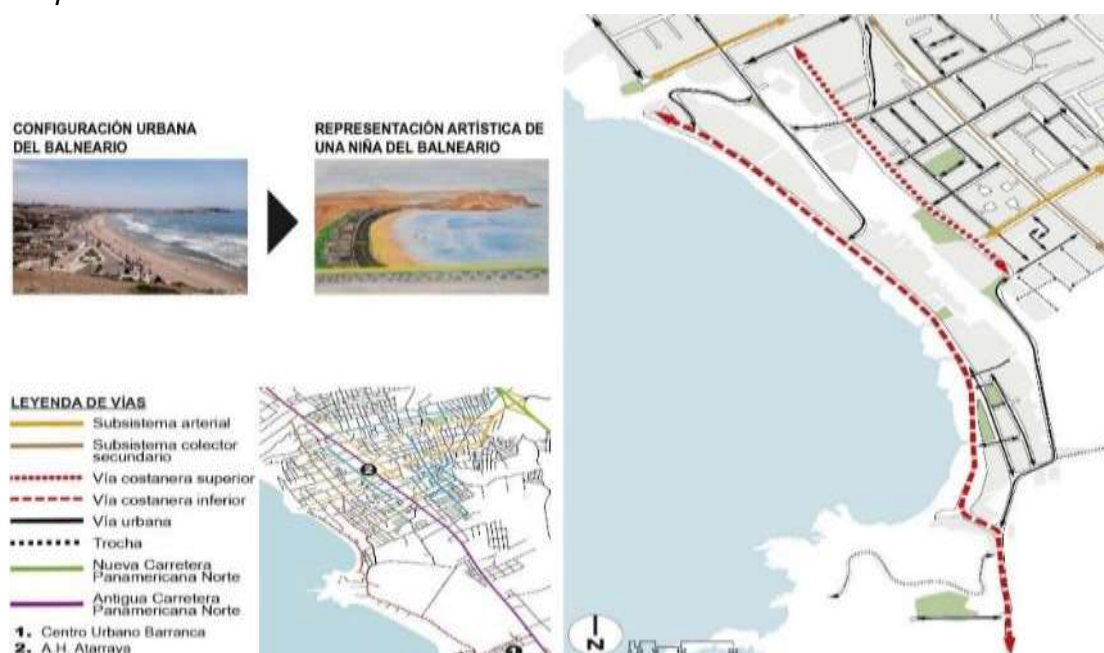 CONFIGURACIÓN URBANA
DEL BALNEARIO
REPRESENTACIÓN ARTÍSTICA DE
UNA NIÑA DEL BALNEARIO
LEYENDA DE VÍAS
Subsistema arterial
Subsistema colector
secundario
Vía costanera superior
Vía costanera inferior
Vía urbana
Trocha
Nueva Carretera
Panamericana Norte
Antigua Carretera
Panamericana Norte
1. Centro Urbano Barranca
2. A.H. Atarraya
2
1
N